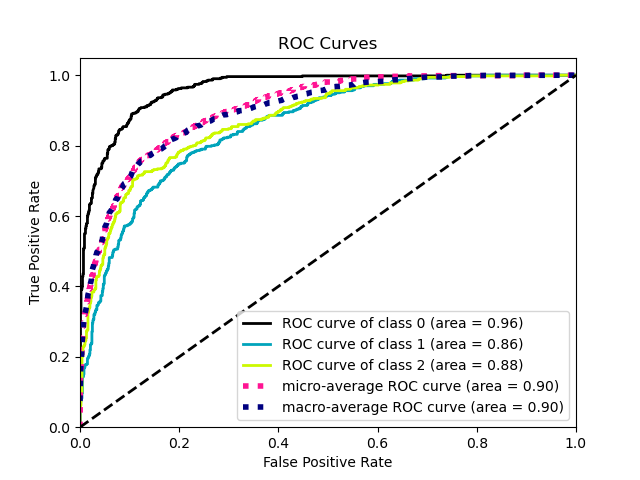 ROC Curves
True Positive Rate
1.0
0.8
0.6
0.4
0.2
0.0
ROC curve of class 0 (area = 0.96)
ROC curve of class 1 (area = 0.86)
ROC curve of class 2 (area = 0.88)
micro-average ROC curve (area = 0.90)
macro-average ROC curve (area = 0.90)
0.0 0.2 0.4 0.6 0.8 1.0
False Positive Rate